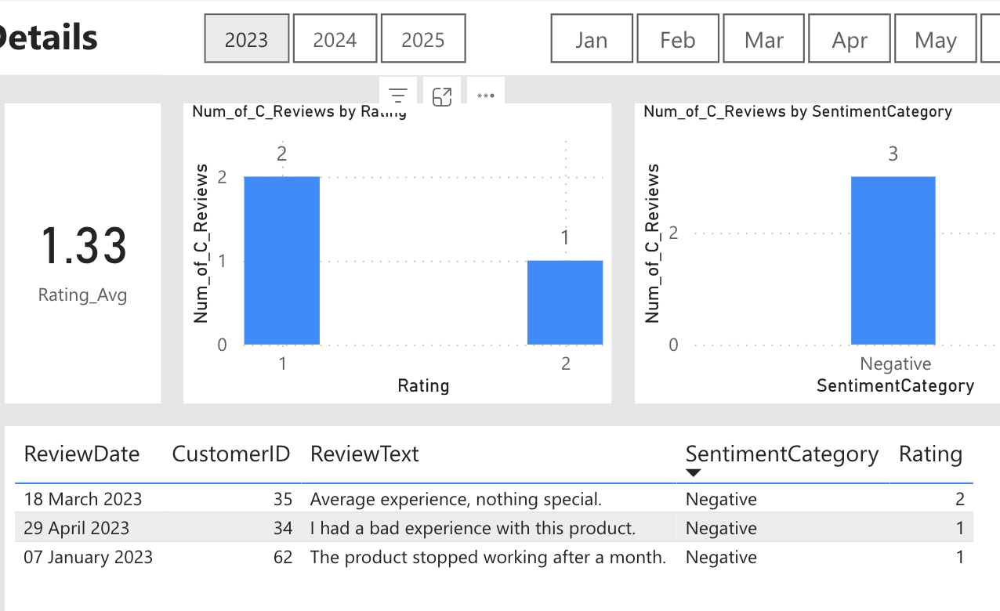 Details
2023 2024 2025 Jan Feb Mar Apr May
Num_of_C_Reviews by Rating
2
Num_of_C_Reviews
2
1
1
0
1 2
Rating
Num_of_C_Reviews by SentimentCategory
3
Num_of_C_Reviews
2
0
Negative
SentimentCategory
1.33
Rating_Avg
ReviewDate CustomerID ReviewText SentimentCategory Rating
18 March 2023 35 Average experience, nothing special. Negative 2
29 April 2023 34 I had a bad experience with this product. Negative 1
07 January 2023 62 The product stopped working after a month. Negative 1